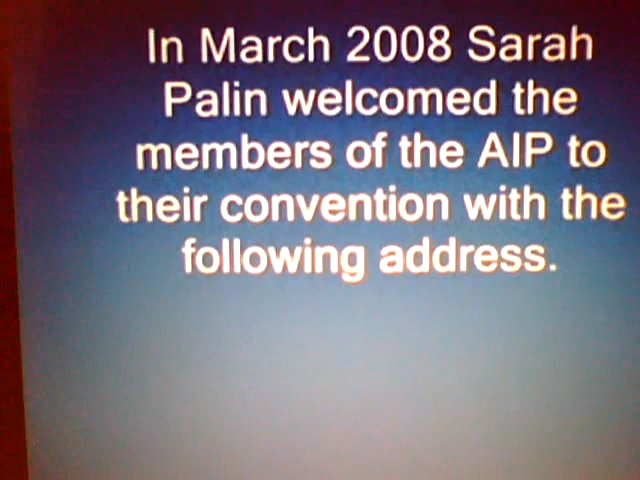 In March 2008 Sarah
Palin welcomed the
members of the AIP to
their convention with the
following address.